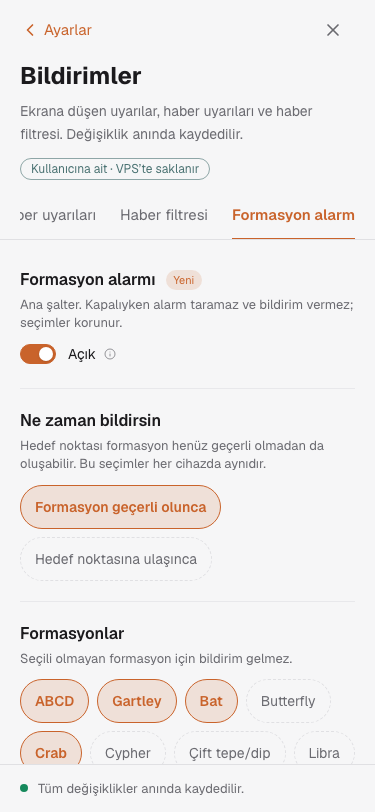 Ayarlar
Bildirimler
Ekrana düşen uyarılar, haber uyarıları ve haber
filtresi. Değişiklik anında kaydedilir.
Kullanıcına ait · VPS'te saklanır
ber uyarıları Haber filtresi Formasyon alarm
Formasyon alarmı Yeni
Ana şalter. Kapalıyken alarm taramaz ve bildirim vermez;
seçimler korunur.
Açık
Ne zaman bildirsin
Hedef noktası formasyon henüz geçerli olmadan da
oluşabilir. Bu seçimler her cihazda aynıdır.
Formasyon geçerli olunca
Hedef noktasına ulaşınca
Formasyonlar
Seçili olmayan formasyon için bildirim gelmez.
ABCD Gartley Bat Butterfly
Crab Cypher Çift tepe/dip Libra
Tüm değişiklikler anında kaydedilir.